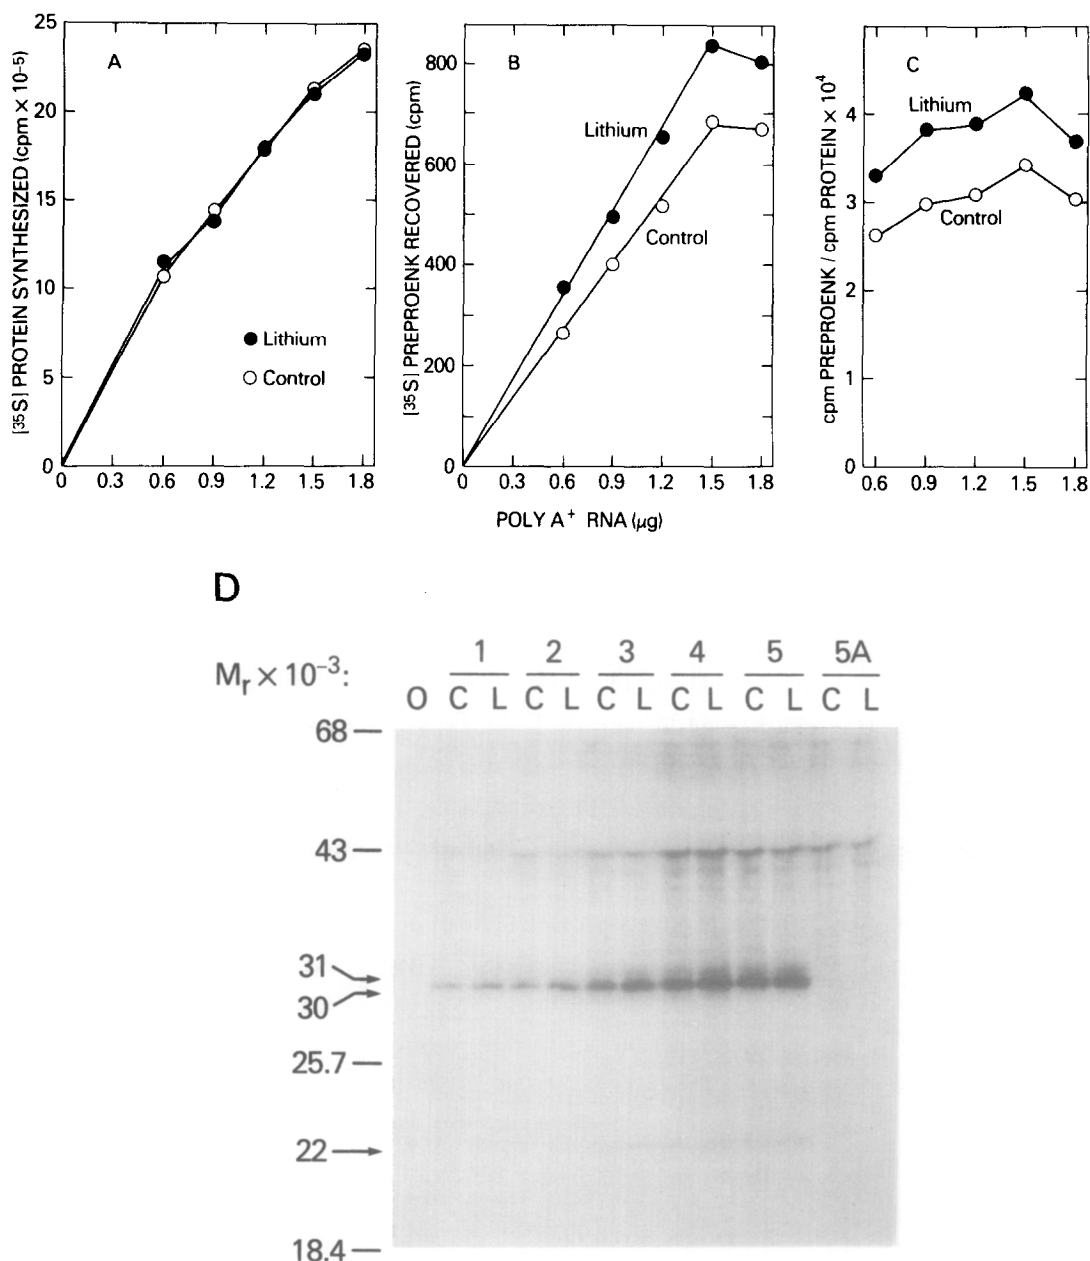 A
[³⁵S] PROTEIN SYNTHESIZED (cpm × 10⁻⁵)
25
20
15
10
5
0
Lithium
Control
0 0.3 0.6 0.9 1.2 1.5 1.8
B
[³⁵S] PREPROENK RECOVERED (cpm)
800
600
400
200
0
Lithium
Control
0 0.3 0.6 0.9 1.2 1.5 1.8
C
cpm PREPROENK / cpm PROTEIN × 10⁴
4
3
2
1
0
Lithium
Control
0.6 0.9 1.2 1.5 1.8
POLY A⁺ RNA (μg)
D
1 2 3 4 5 5A
Mᵣ × 10⁻³:
O C L C L C L C L C L C L
68
43
31
30
25.7
22
18.4